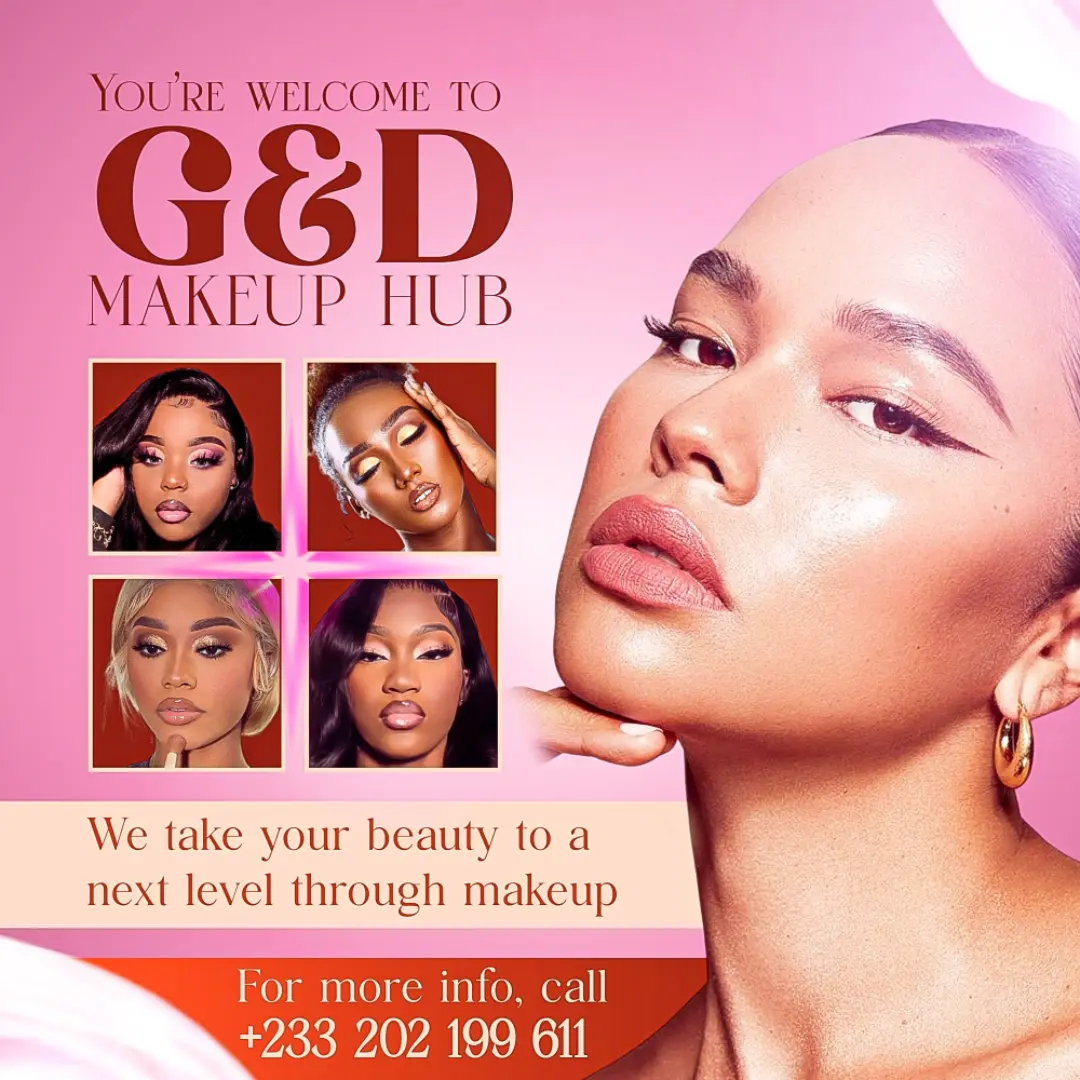 YOU'RE WELCOME TO
G&D
MAKEUP HUB
We take your beauty to a
next level through makeup
For more info, call
+233 202 199 611